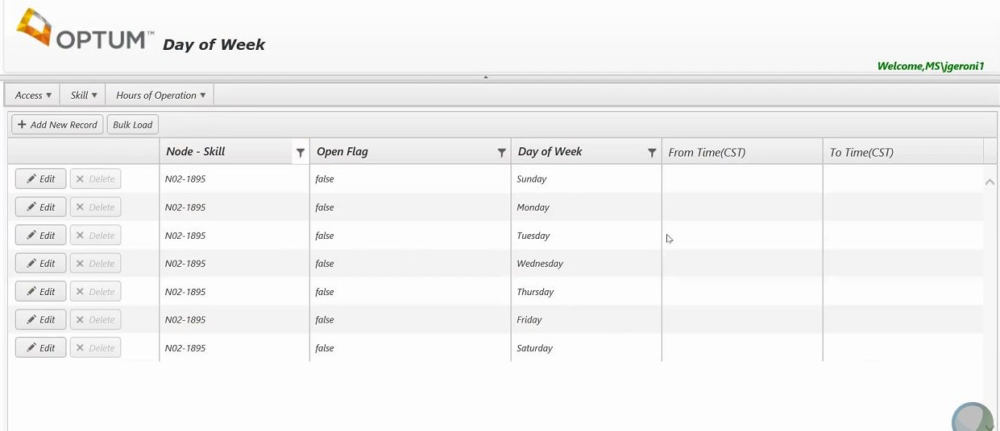 OPTUM™ Day of Week
Welcome,MS\jgeroni1
Access Skill Hours of Operation
+ Add New Record Bulk Load
Node - Skill Open Flag Day of Week From Time(CST) To Time(CST)
Edit Delete N02-1895 false Sunday
Edit Delete N02-1895 false Monday
Edit Delete N02-1895 false Tuesday
Edit Delete N02-1895 false Wednesday
Edit Delete N02-1895 false Thursday
Edit Delete N02-1895 false Friday
Edit Delete N02-1895 false Saturday